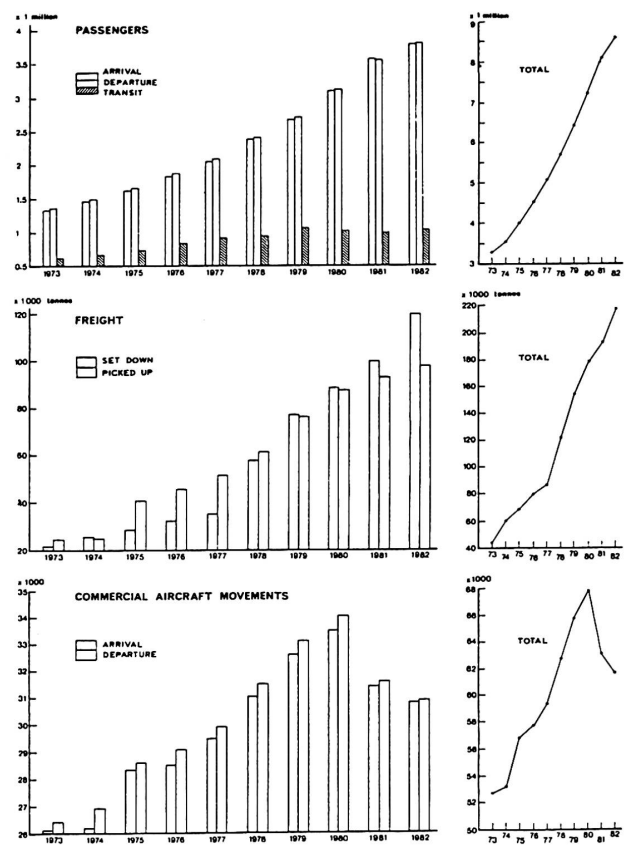 x 1 million
PASSENGERS
4
3.5
3
2.5
2
1.5
1
0.5
ARRIVAL
DEPARTURE
TRANSIT
1973 1974 1975 1976 1977 1978 1979 1980 1981 1982
x 1 million
TOTAL
9
8
7
6
5
4
3
73 74 75 76 77 78 79 80 81 82
x 1000 tonnes
FREIGHT
120
100
80
60
40
20
SET DOWN
PICKED UP
1973 1974 1975 1976 1977 1978 1979 1980 1981 1982
x 1000 tonnes
TOTAL
220
200
180
160
140
120
100
80
60
40
73 74 75 76 77 78 79 80 81 82
x 1000
COMMERCIAL AIRCRAFT MOVEMENTS
35
34
33
32
31
30
29
28
27
26
ARRIVAL
DEPARTURE
1973 1974 1975 1976 1977 1978 1979 1980 1981 1982
x1000
TOTAL
68
66
64
62
60
58
56
54
52
50
73 74 75 76 77 78 79 80 81 82